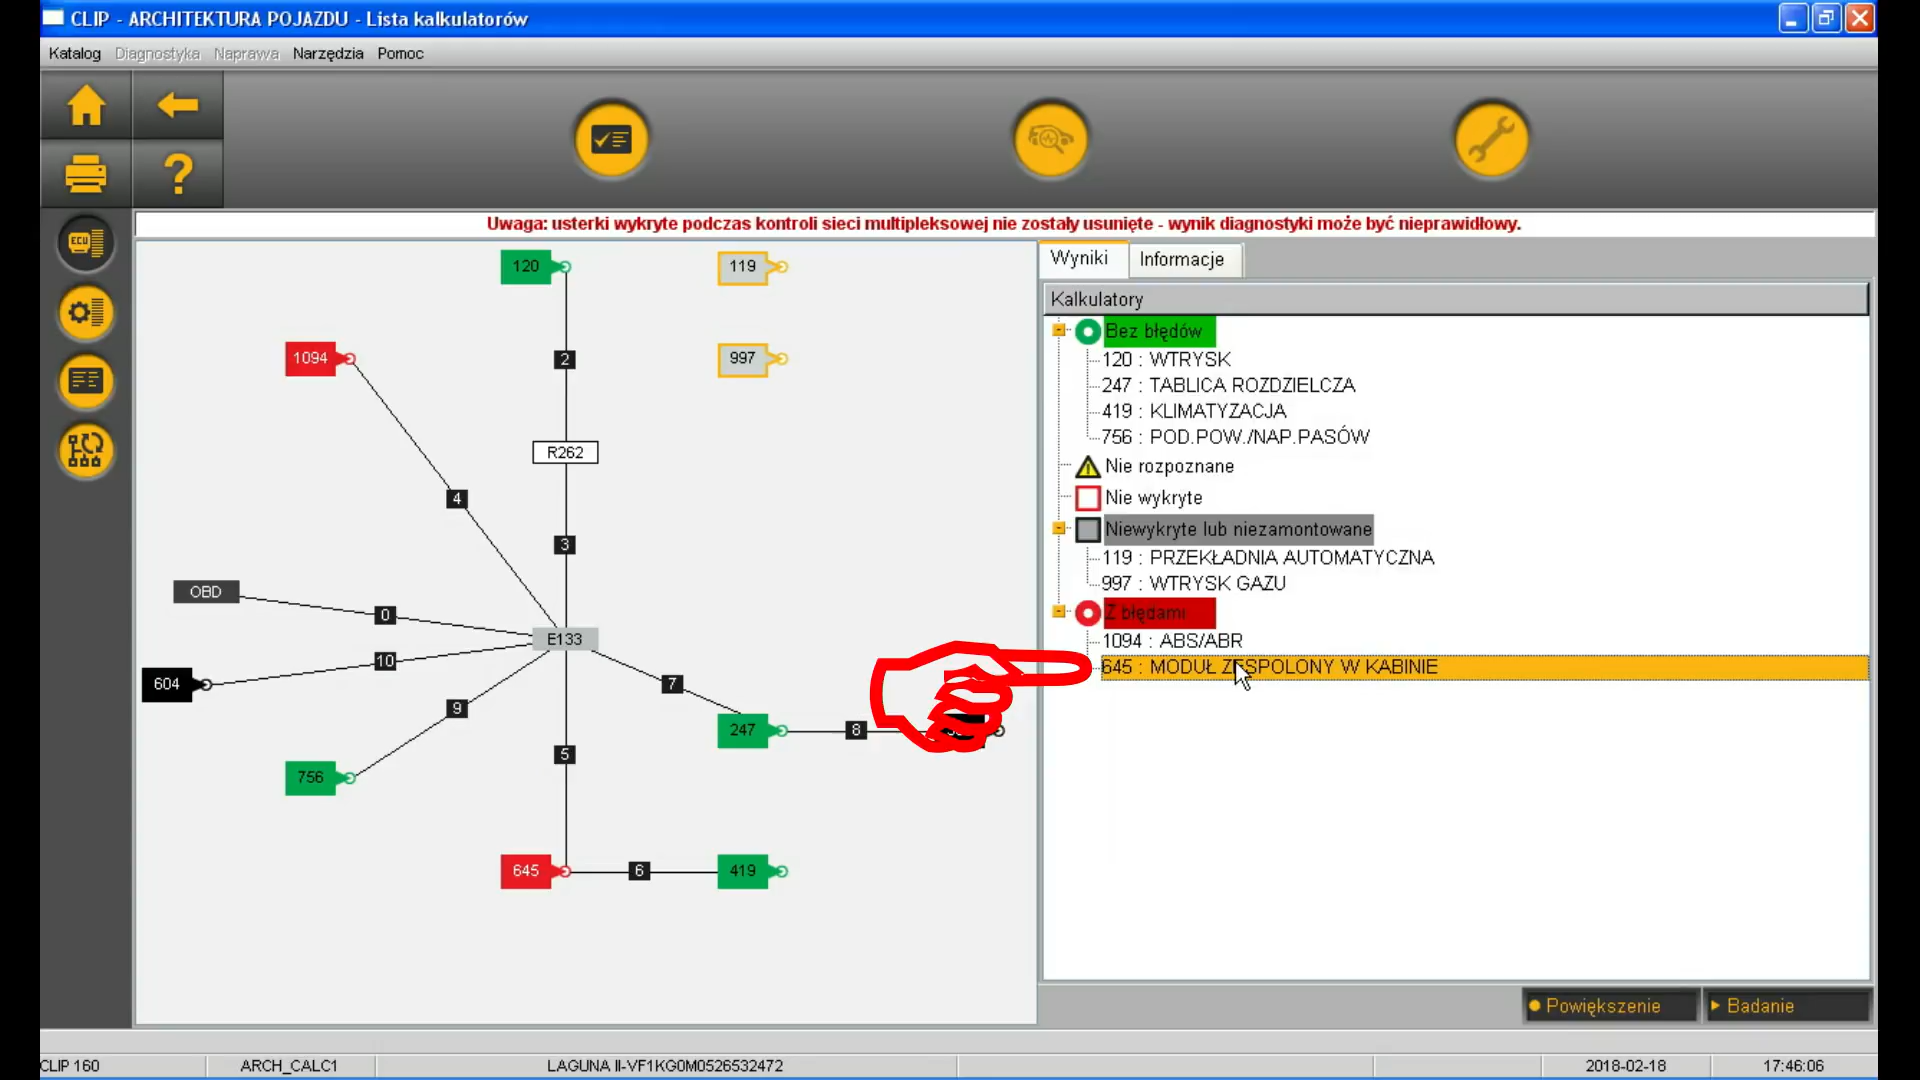 CLIP - ARCHITEKTURA POJAZDU - Lista kalkulatorów
Katalog Diagnostyka Naprawa Narzędzia Pomoc
ECU
Uwaga: usterki wykryte podczas kontroli sieci multipleksowej nie zostały usunięte - wynik diagnostyki może być nieprawidłowy.
120
119
1094
2
997
R262
4
3
OBD
0
E133
10
604
7
9
247
8
5
756
645
6
419
Wyniki Informacje
Kalkulatory
Bez błędów
120 : WTRYSK
247 : TABLICA ROZDZIELCZA
419 : KLIMATYZACJA
756 : POD.POW./NAP.PASÓW
Nie rozpoznane
Nie wykryte
Niewykryte lub niezamontowane
119 : PRZEKŁADNIA AUTOMATYCZNA
997 : WTRYSK GAZU
Z błędami
1094 : ABS/ABR
645 : MODUŁ ZESPOLONY W KABINIE
Powiększenie Badanie
CLIP 160 ARCH_CALC1 LAGUNA II-VF1KG0M0526532472 2018-02-18 17:46:06